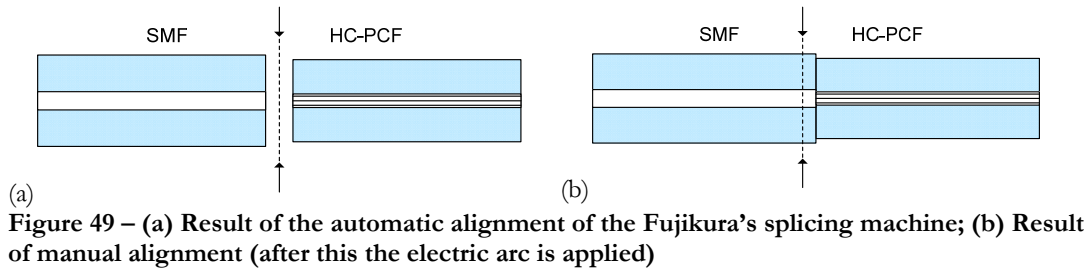 SMF HC-PCF SMF HC-PCF
(a) (b)
Figure 49 – (a) Result of the automatic alignment of the Fujikura’s splicing machine; (b) Result
of manual alignment (after this the electric arc is applied)